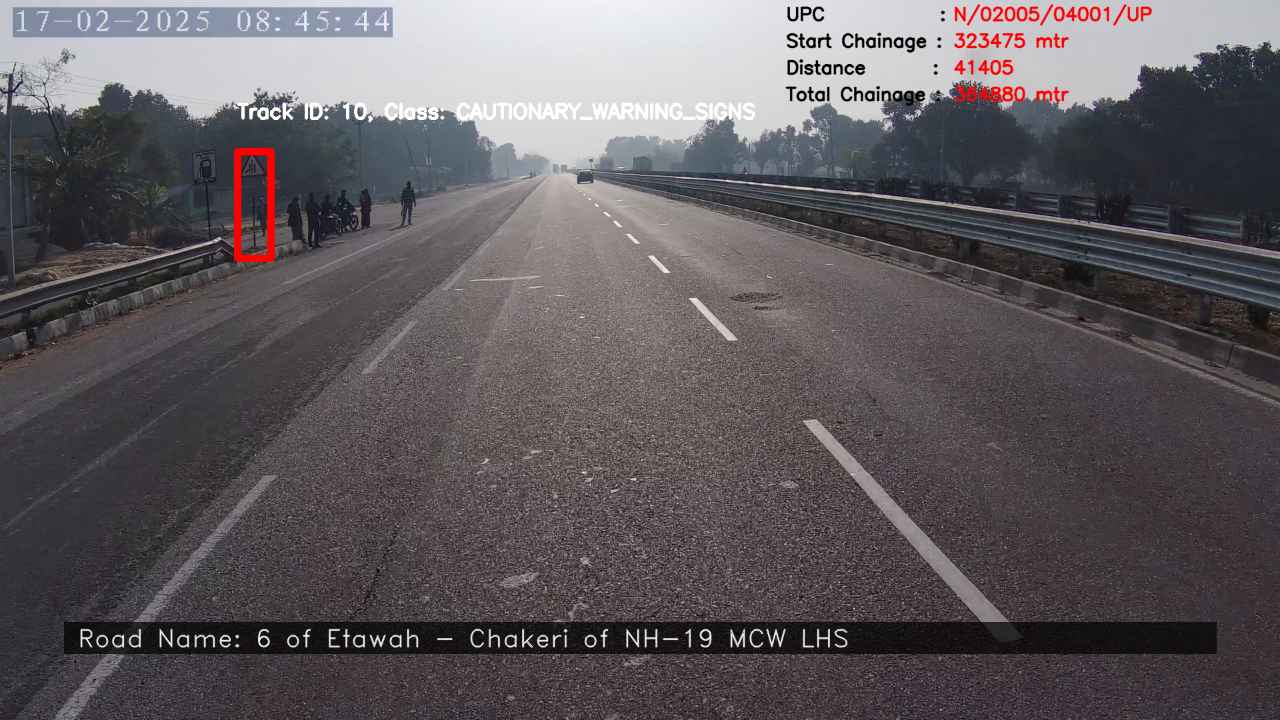 17-02-2025 08:45:44
UPC : N/02005/04001/UP
Start Chainage : 323475 mtr
Distance : 41405
Total Chainage : 364880 mtr
Track ID: 10, Class: CAUTIONARY_WARNING_SIGNS
Road Name: 6 of Etawah - Chakeri of NH-19 MCW LHS